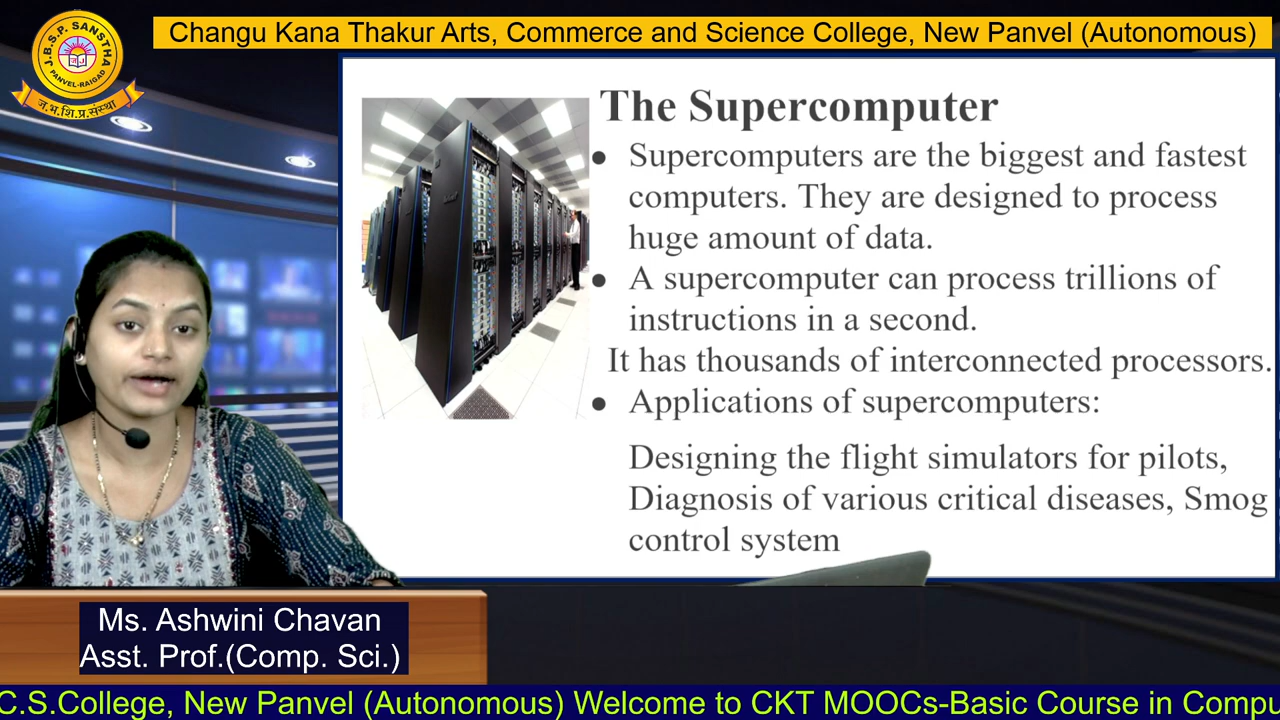 Changu Kana Thakur Arts, Commerce and Science College, New Panvel (Autonomous)
J.B.S.P. SANSTHA
PANVEL-RAIGAD
ज.भ.शि.प्र.संस्था
The Supercomputer
● Supercomputers are the biggest and fastest
computers. They are designed to process
huge amount of data.
● A supercomputer can process trillions of
instructions in a second.
It has thousands of interconnected processors.
● Applications of supercomputers:
Designing the flight simulators for pilots,
Diagnosis of various critical diseases, Smog
control system
Ms. Ashwini Chavan
Asst. Prof.(Comp. Sci.)
C.S.College, New Panvel (Autonomous) Welcome to CKT MOOCs-Basic Course in Compu